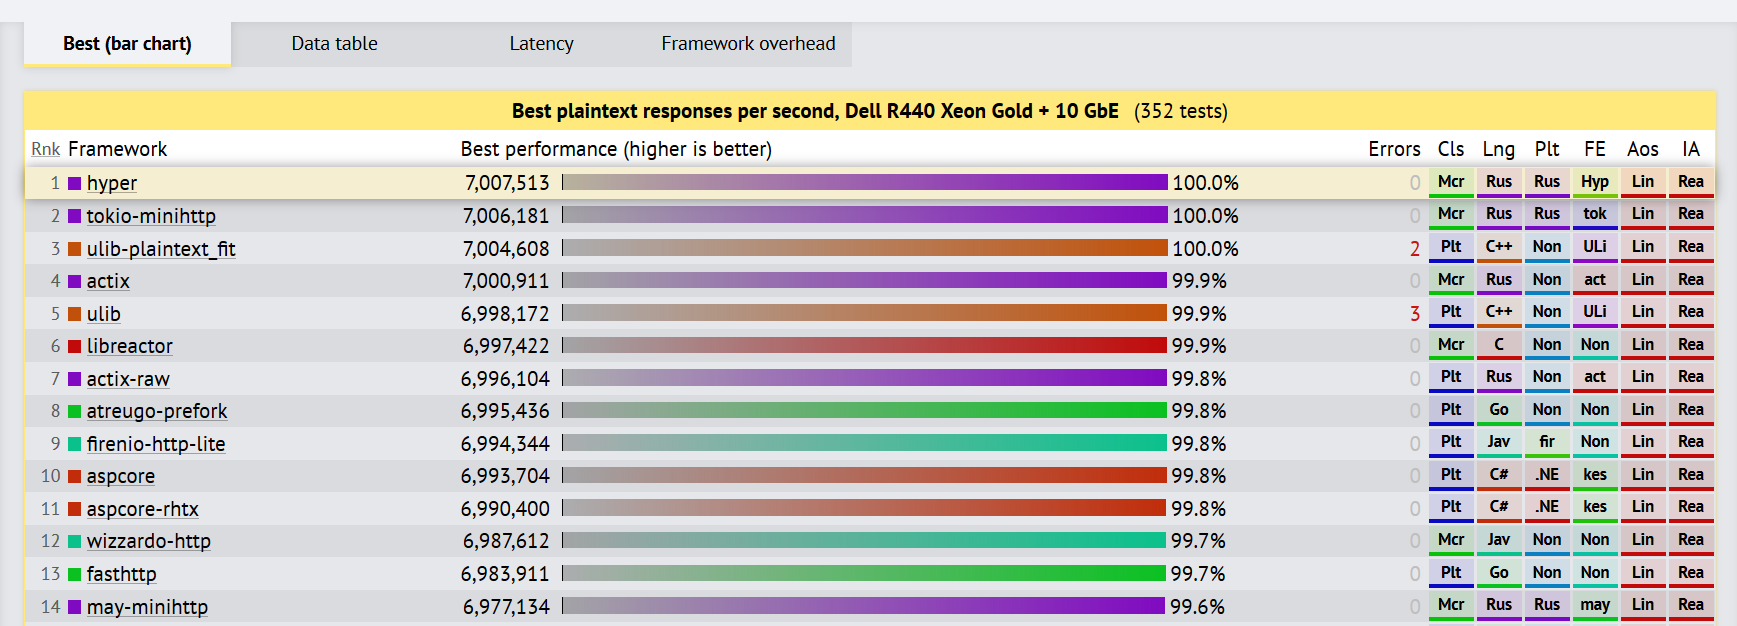 Best (bar chart) Data table Latency Framework overhead
Best plaintext responses per second, Dell R440 Xeon Gold + 10 GbE (352 tests)
Rnk Framework Best performance (higher is better) Errors Cls Lng Plt FE Aos IA
1 hyper 7,007,513 100.0% 0 Mcr Rus Rus Hyp Lin Rea
2 tokio-minihttp 7,006,181 100.0% 0 Mcr Rus Rus tok Lin Rea
3 ulib-plaintext_fit 7,004,608 100.0% 2 Plt C++ Non ULi Lin Rea
4 actix 7,000,911 99.9% 0 Mcr Rus Non act Lin Rea
5 ulib 6,998,172 99.9% 3 Plt C++ Non ULi Lin Rea
6 libreactor 6,997,422 99.9% 0 Mcr C Non Non Lin Rea
7 actix-raw 6,996,104 99.8% 0 Plt Rus Non act Lin Rea
8 atreugo-prefork 6,995,436 99.8% 0 Plt Go Non Non Lin Rea
9 firenio-http-lite 6,994,344 99.8% 0 Plt Jav fir Non Lin Rea
10 aspcore 6,993,704 99.8% 0 Plt C# .NE kes Lin Rea
11 aspcore-rhtx 6,990,400 99.8% 0 Plt C# .NE kes Lin Rea
12 wizzardo-http 6,987,612 99.7% 0 Mcr Jav Non Non Lin Rea
13 fasthttp 6,983,911 99.7% 0 Plt Go Non Non Lin Rea
14 may-minihttp 6,977,134 99.6% 0 Mcr Rus Rus may Lin Rea